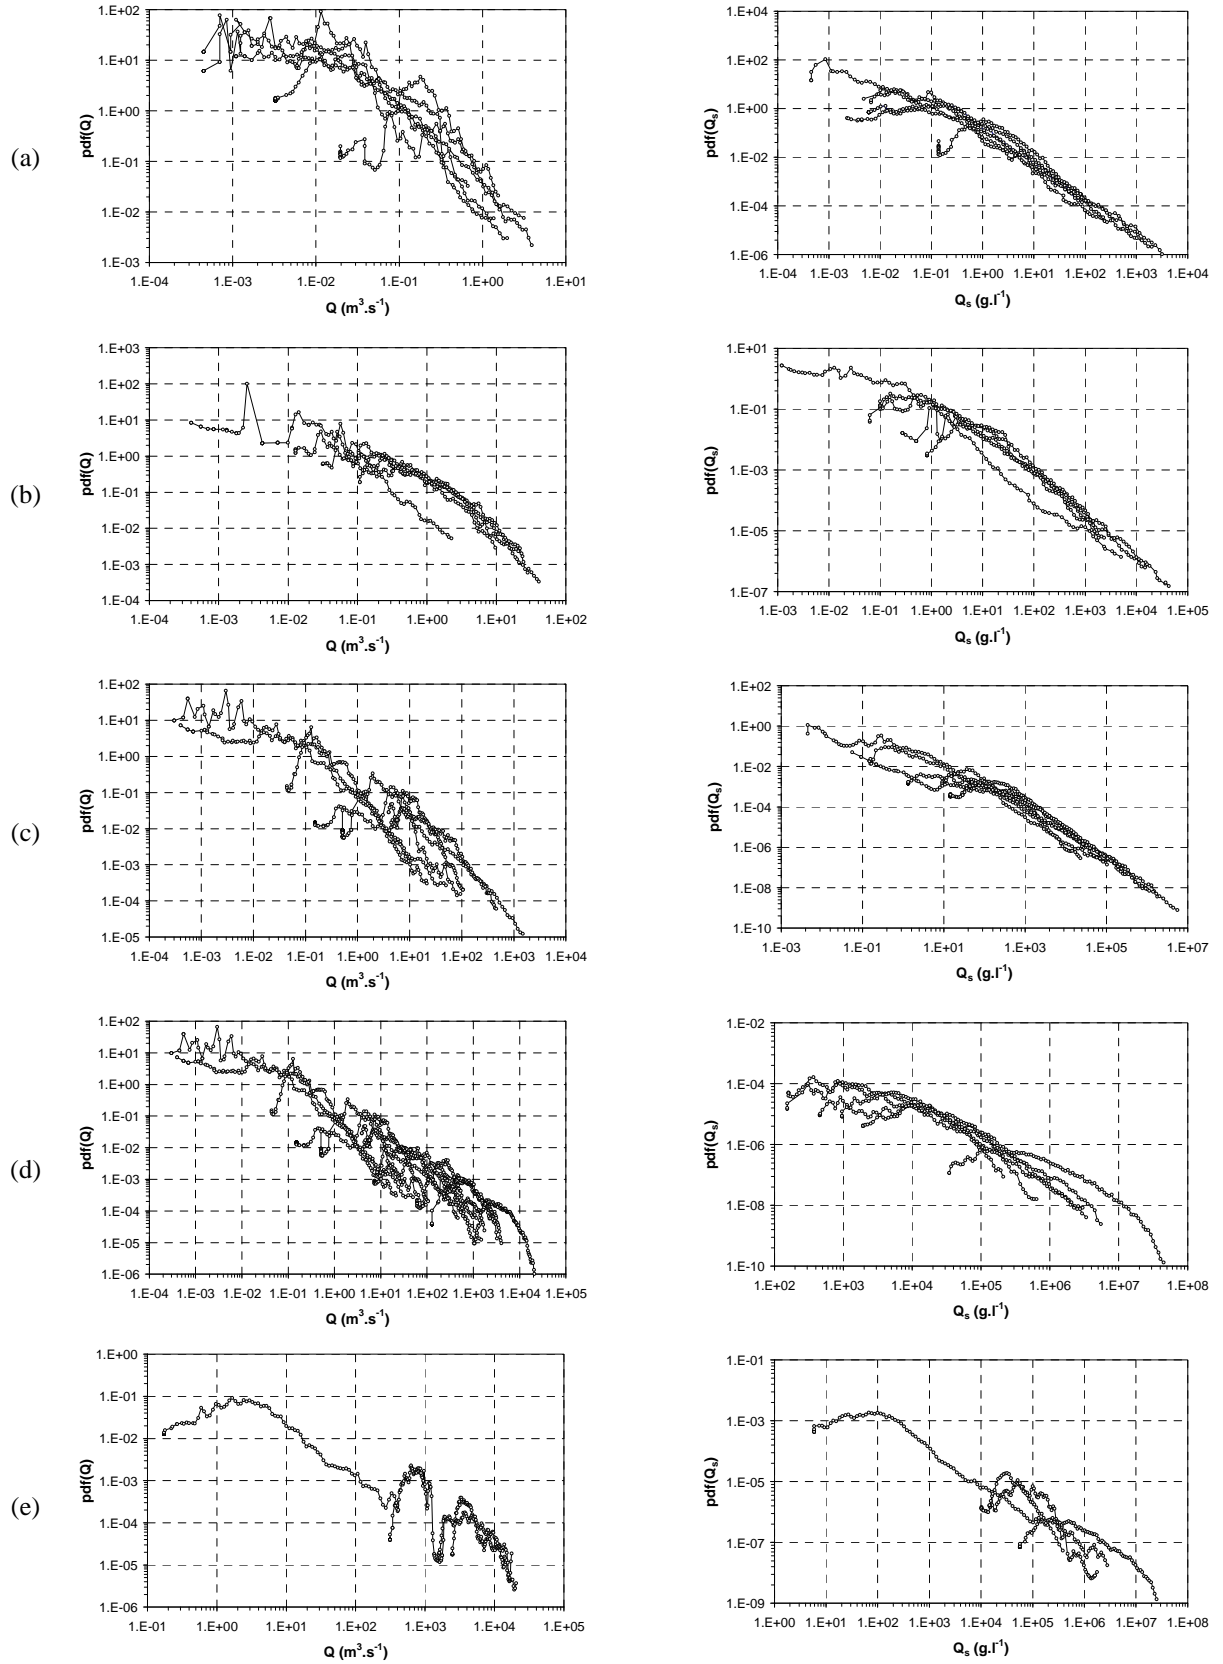 (a)
pdf(Q)
1.E+02
1.E+01
1.E+00
1.E-01
1.E-02
1.E-03
1.E-04 1.E-03 1.E-02 1.E-01 1.E+00 1.E+01
Q (m³.s⁻¹)
pdf(Qₛ)
1.E+04
1.E+02
1.E+00
1.E-02
1.E-04
1.E-06
1.E-04 1.E-03 1.E-02 1.E-01 1.E+00 1.E+01 1.E+02 1.E+03 1.E+04
Qₛ (g.l⁻¹)
(b)
pdf(Q)
1.E+03
1.E+02
1.E+01
1.E+00
1.E-01
1.E-02
1.E-03
1.E-04
1.E-04 1.E-03 1.E-02 1.E-01 1.E+00 1.E+01 1.E+02
Q (m³.s⁻¹)
pdf(Qₛ)
1.E+01
1.E-01
1.E-03
1.E-05
1.E-07
1.E-03 1.E-02 1.E-01 1.E+00 1.E+01 1.E+02 1.E+03 1.E+04 1.E+05
Qₛ (g.l⁻¹)
(c)
pdf(Q)
1.E+02
1.E+01
1.E+00
1.E-01
1.E-02
1.E-03
1.E-04
1.E-05
1.E-04 1.E-03 1.E-02 1.E-01 1.E+00 1.E+01 1.E+02 1.E+03 1.E+04
Q (m³.s⁻¹)
pdf(Qₛ)
1.E+02
1.E+00
1.E-02
1.E-04
1.E-06
1.E-08
1.E-10
1.E-03 1.E-01 1.E+01 1.E+03 1.E+05 1.E+07
Qₛ (g.l⁻¹)
(d)
pdf(Q)
1.E+02
1.E+01
1.E+00
1.E-01
1.E-02
1.E-03
1.E-04
1.E-05
1.E-06
1.E-04 1.E-03 1.E-02 1.E-01 1.E+00 1.E+01 1.E+02 1.E+03 1.E+04 1.E+05
Q (m³.s⁻¹)
pdf(Qₛ)
1.E-02
1.E-04
1.E-06
1.E-08
1.E-10
1.E+02 1.E+03 1.E+04 1.E+05 1.E+06 1.E+07 1.E+08
Qₛ (g.l⁻¹)
(e)
pdf(Q)
1.E+00
1.E-01
1.E-02
1.E-03
1.E-04
1.E-05
1.E-06
1.E-01 1.E+00 1.E+01 1.E+02 1.E+03 1.E+04 1.E+05
Q (m³.s⁻¹)
pdf(Qₛ)
1.E-01
1.E-03
1.E-05
1.E-07
1.E-09
1.E+00 1.E+01 1.E+02 1.E+03 1.E+04 1.E+05 1.E+06 1.E+07 1.E+08
Qₛ (g.l⁻¹)